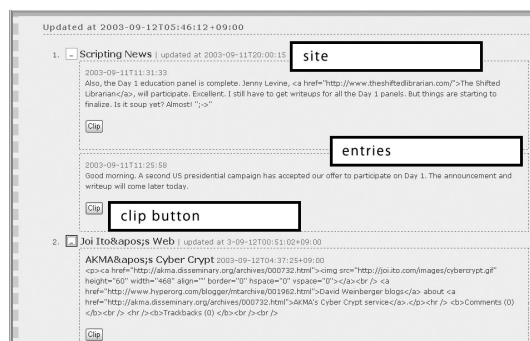 Updated at 2003-09-12T05:46:12+09:00
1. - Scripting News | updated at 2003-09-11T20:00:15
site
2003-09-11T11:31:33
Also, the Day 1 education panel is complete. Jenny Levine, <a href="http://www.theshiftedlibrarian.com/">The Shifted
Librarian</a>, will participate. Excellent. I still have to get writeups for all the Day 1 panels. But things are starting to
finalize. Is it soup yet? Almost! ";->"
Clip
entries
2003-09-11T11:25:58
Good morning. A second US presidential campaign has accepted our offer to participate on Day 1. The announcement and
writeup will come later today.
Clip
clip button
2. - Joi Ito&apos;s Web | updated at 3-09-12T00:51:02+09:00
AKMA&apos;s Cyber Crypt 2003-09-12T04:37:25+09:00
<p><a href="http://akma.disseminary.org/archives/000732.html"><img src="http://joi.ito.com/images/cybercrypt.gif"
height="60" width="468" align="" border="0" hspace="0" vspace="0"></a><br /> <a
href="http://www.hyperorg.com/blogger/mtarchive/001962.html">David Weinberger blogs</a> about <a
href="http://akma.disseminary.org/archives/000732.html">AKMA's Cyber Crypt service</a>.</p><br /> <b>Comments (0)
</b><br /> <hr /><b>Trackbacks (0) </b><br /><br />
Clip